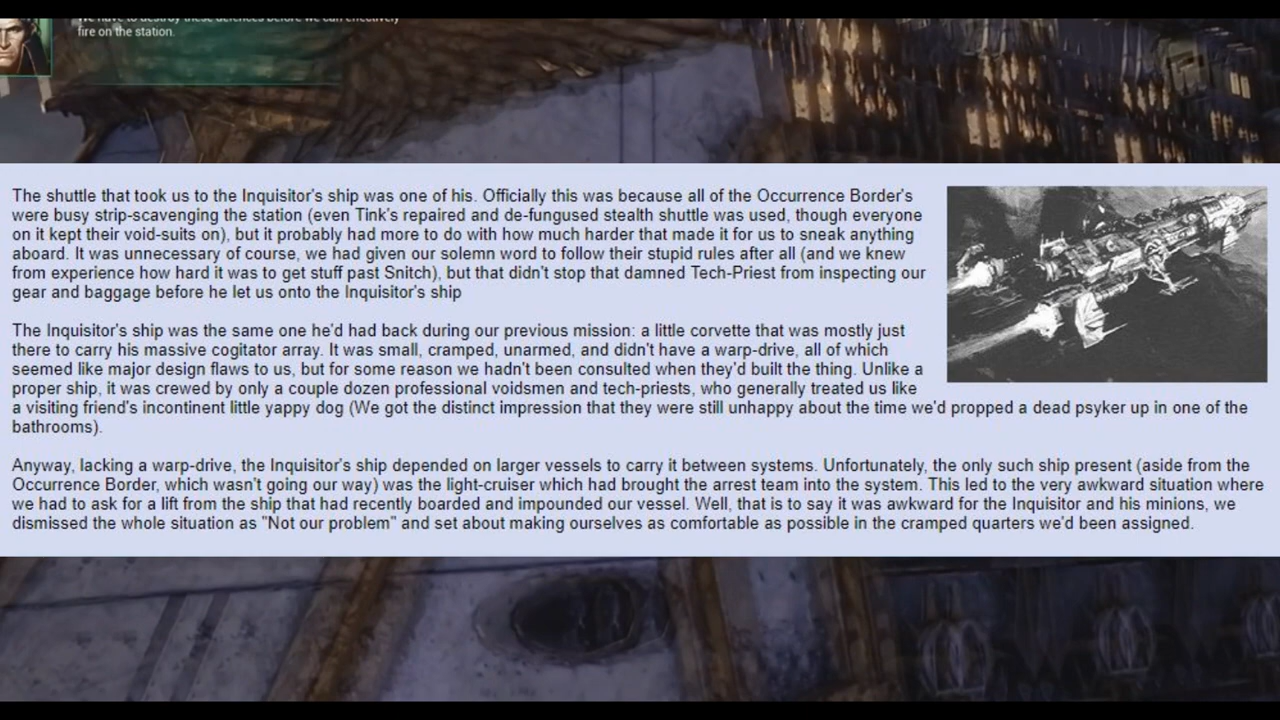 We have to destroy these defences before we can effectively
fire on the station.
The shuttle that took us to the Inquisitor's ship was one of his. Officially this was because all of the Occurrence Border's
were busy strip-scavenging the station (even Tink's repaired and de-fungused stealth shuttle was used, though everyone
on it kept their void-suits on), but it probably had more to do with how much harder that made it for us to sneak anything
aboard. It was unnecessary of course, we had given our solemn word to follow their stupid rules after all (and we knew
from experience how hard it was to get stuff past Snitch), but that didn't stop that damned Tech-Priest from inspecting our
gear and baggage before he let us onto the Inquisitor's ship
The Inquisitor's ship was the same one he'd had back during our previous mission: a little corvette that was mostly just
there to carry his massive cogitator array. It was small, cramped, unarmed, and didn't have a warp-drive, all of which
seemed like major design flaws to us, but for some reason we hadn't been consulted when they'd built the thing. Unlike a
proper ship, it was crewed by only a couple dozen professional voidsmen and tech-priests, who generally treated us like
a visiting friend's incontinent little yappy dog (We got the distinct impression that they were still unhappy about the time we'd propped a dead psyker up in one of the
bathrooms).
Anyway, lacking a warp-drive, the Inquisitor's ship depended on larger vessels to carry it between systems. Unfortunately, the only such ship present (aside from the
Occurrence Border, which wasn't going our way) was the light-cruiser which had brought the arrest team into the system. This led to the very awkward situation where
we had to ask for a lift from the ship that had recently boarded and impounded our vessel. Well, that is to say it was awkward for the Inquisitor and his minions, we
dismissed the whole situation as "Not our problem" and set about making ourselves as comfortable as possible in the cramped quarters we'd been assigned.